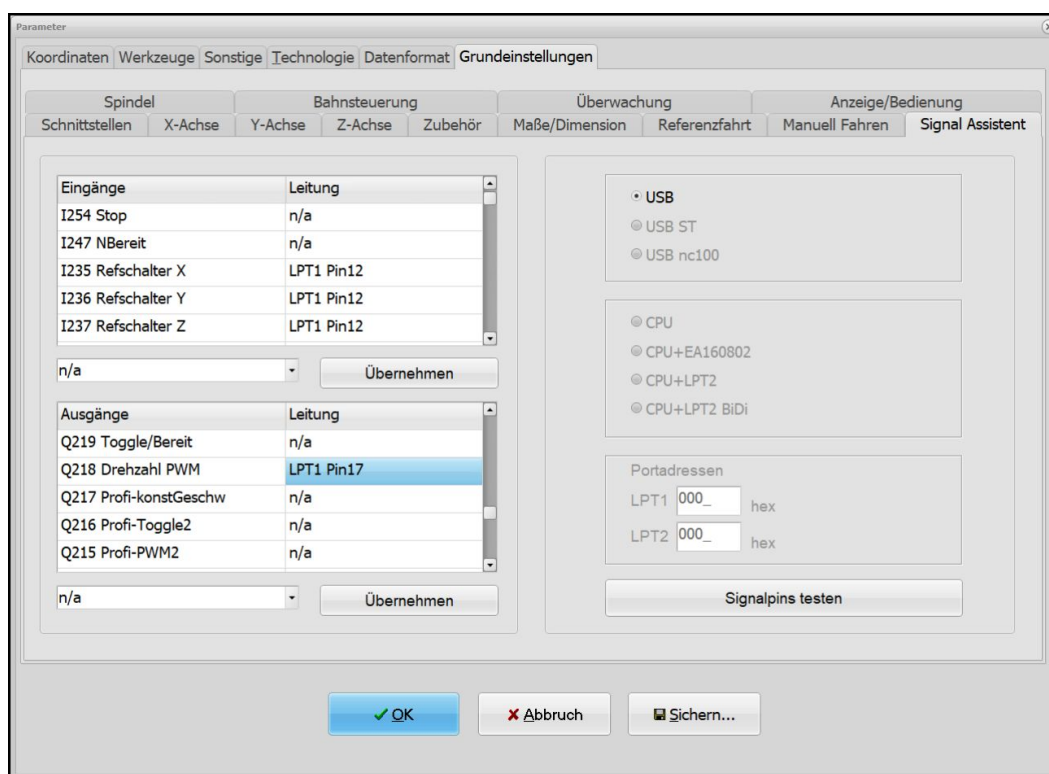 Parameter
Koordinaten Werkzeuge Sonstige Technologie Datenformat Grundeinstellungen
Spindel Bahnsteuerung Überwachung Anzeige/Bedienung
Schnittstellen X-Achse Y-Achse Z-Achse Zubehör Maße/Dimension Referenzfahrt Manuell Fahren Signal Assistent
Eingänge Leitung
I254 Stop n/a
I247 NBereit n/a
I235 Refschalter X LPT1 Pin12
I236 Refschalter Y LPT1 Pin12
I237 Refschalter Z LPT1 Pin12
n/a Übernehmen
Ausgänge Leitung
Q219 Toggle/Bereit n/a
Q218 Drehzahl PWM LPT1 Pin17
Q217 Profi-konstGeschw n/a
Q216 Profi-Toggle2 n/a
Q215 Profi-PWM2 n/a
n/a Übernehmen
USB
USB ST
USB nc100
CPU
CPU+EA160802
CPU+LPT2
CPU+LPT2 BiDi
Portadressen
LPT1 000_ hex
LPT2 000_ hex
Signalpins testen
OK Abbruch Sichern...